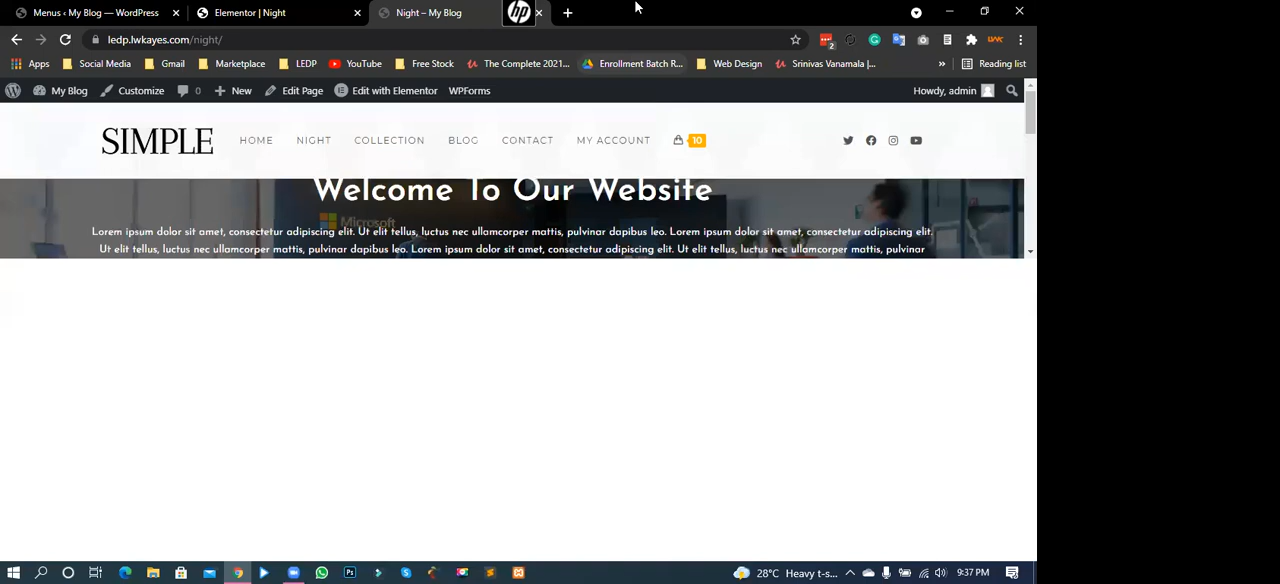 Menus ‹ My Blog — WordPress
Elementor | Night
Night – My Blog
hp
ledp.lwkayes.com/night/
2
Apps
Social Media
Gmail
Marketplace
LEDP
YouTube
Free Stock
The Complete 2021...
Enrollment Batch R...
Web Design
Srinivas Vanamala |...
»
Reading list
My Blog
Customize
0
New
Edit Page
Edit with Elementor
WPForms
Howdy, admin
SIMPLE
HOME
NIGHT
COLLECTION
BLOG
CONTACT
MY ACCOUNT
10
Welcome To Our Website
Microsoft
Lorem ipsum dolor sit amet, consectetur adipiscing elit. Ut elit tellus, luctus nec ullamcorper mattis, pulvinar dapibus leo. Lorem ipsum dolor sit amet, consectetur adipiscing elit.
Ut elit tellus, luctus nec ullamcorper mattis, pulvinar dapibus leo. Lorem ipsum dolor sit amet, consectetur adipiscing elit. Ut elit tellus, luctus nec ullamcorper mattis, pulvinar
Ps
28°C Heavy t-s...
9:37 PM